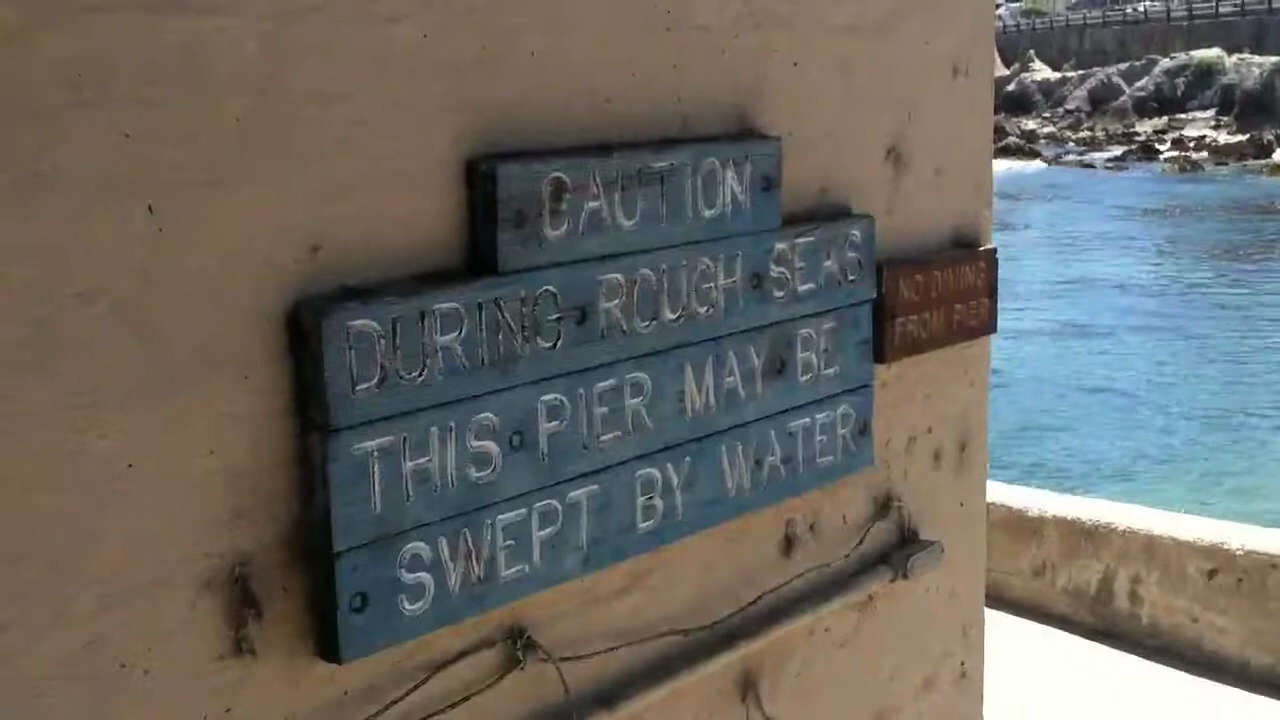 CAUTION
DURING ROUGH SEAS
THIS PIER MAY BE
SWEPT BY WATER
NO DIVING
FROM PIER